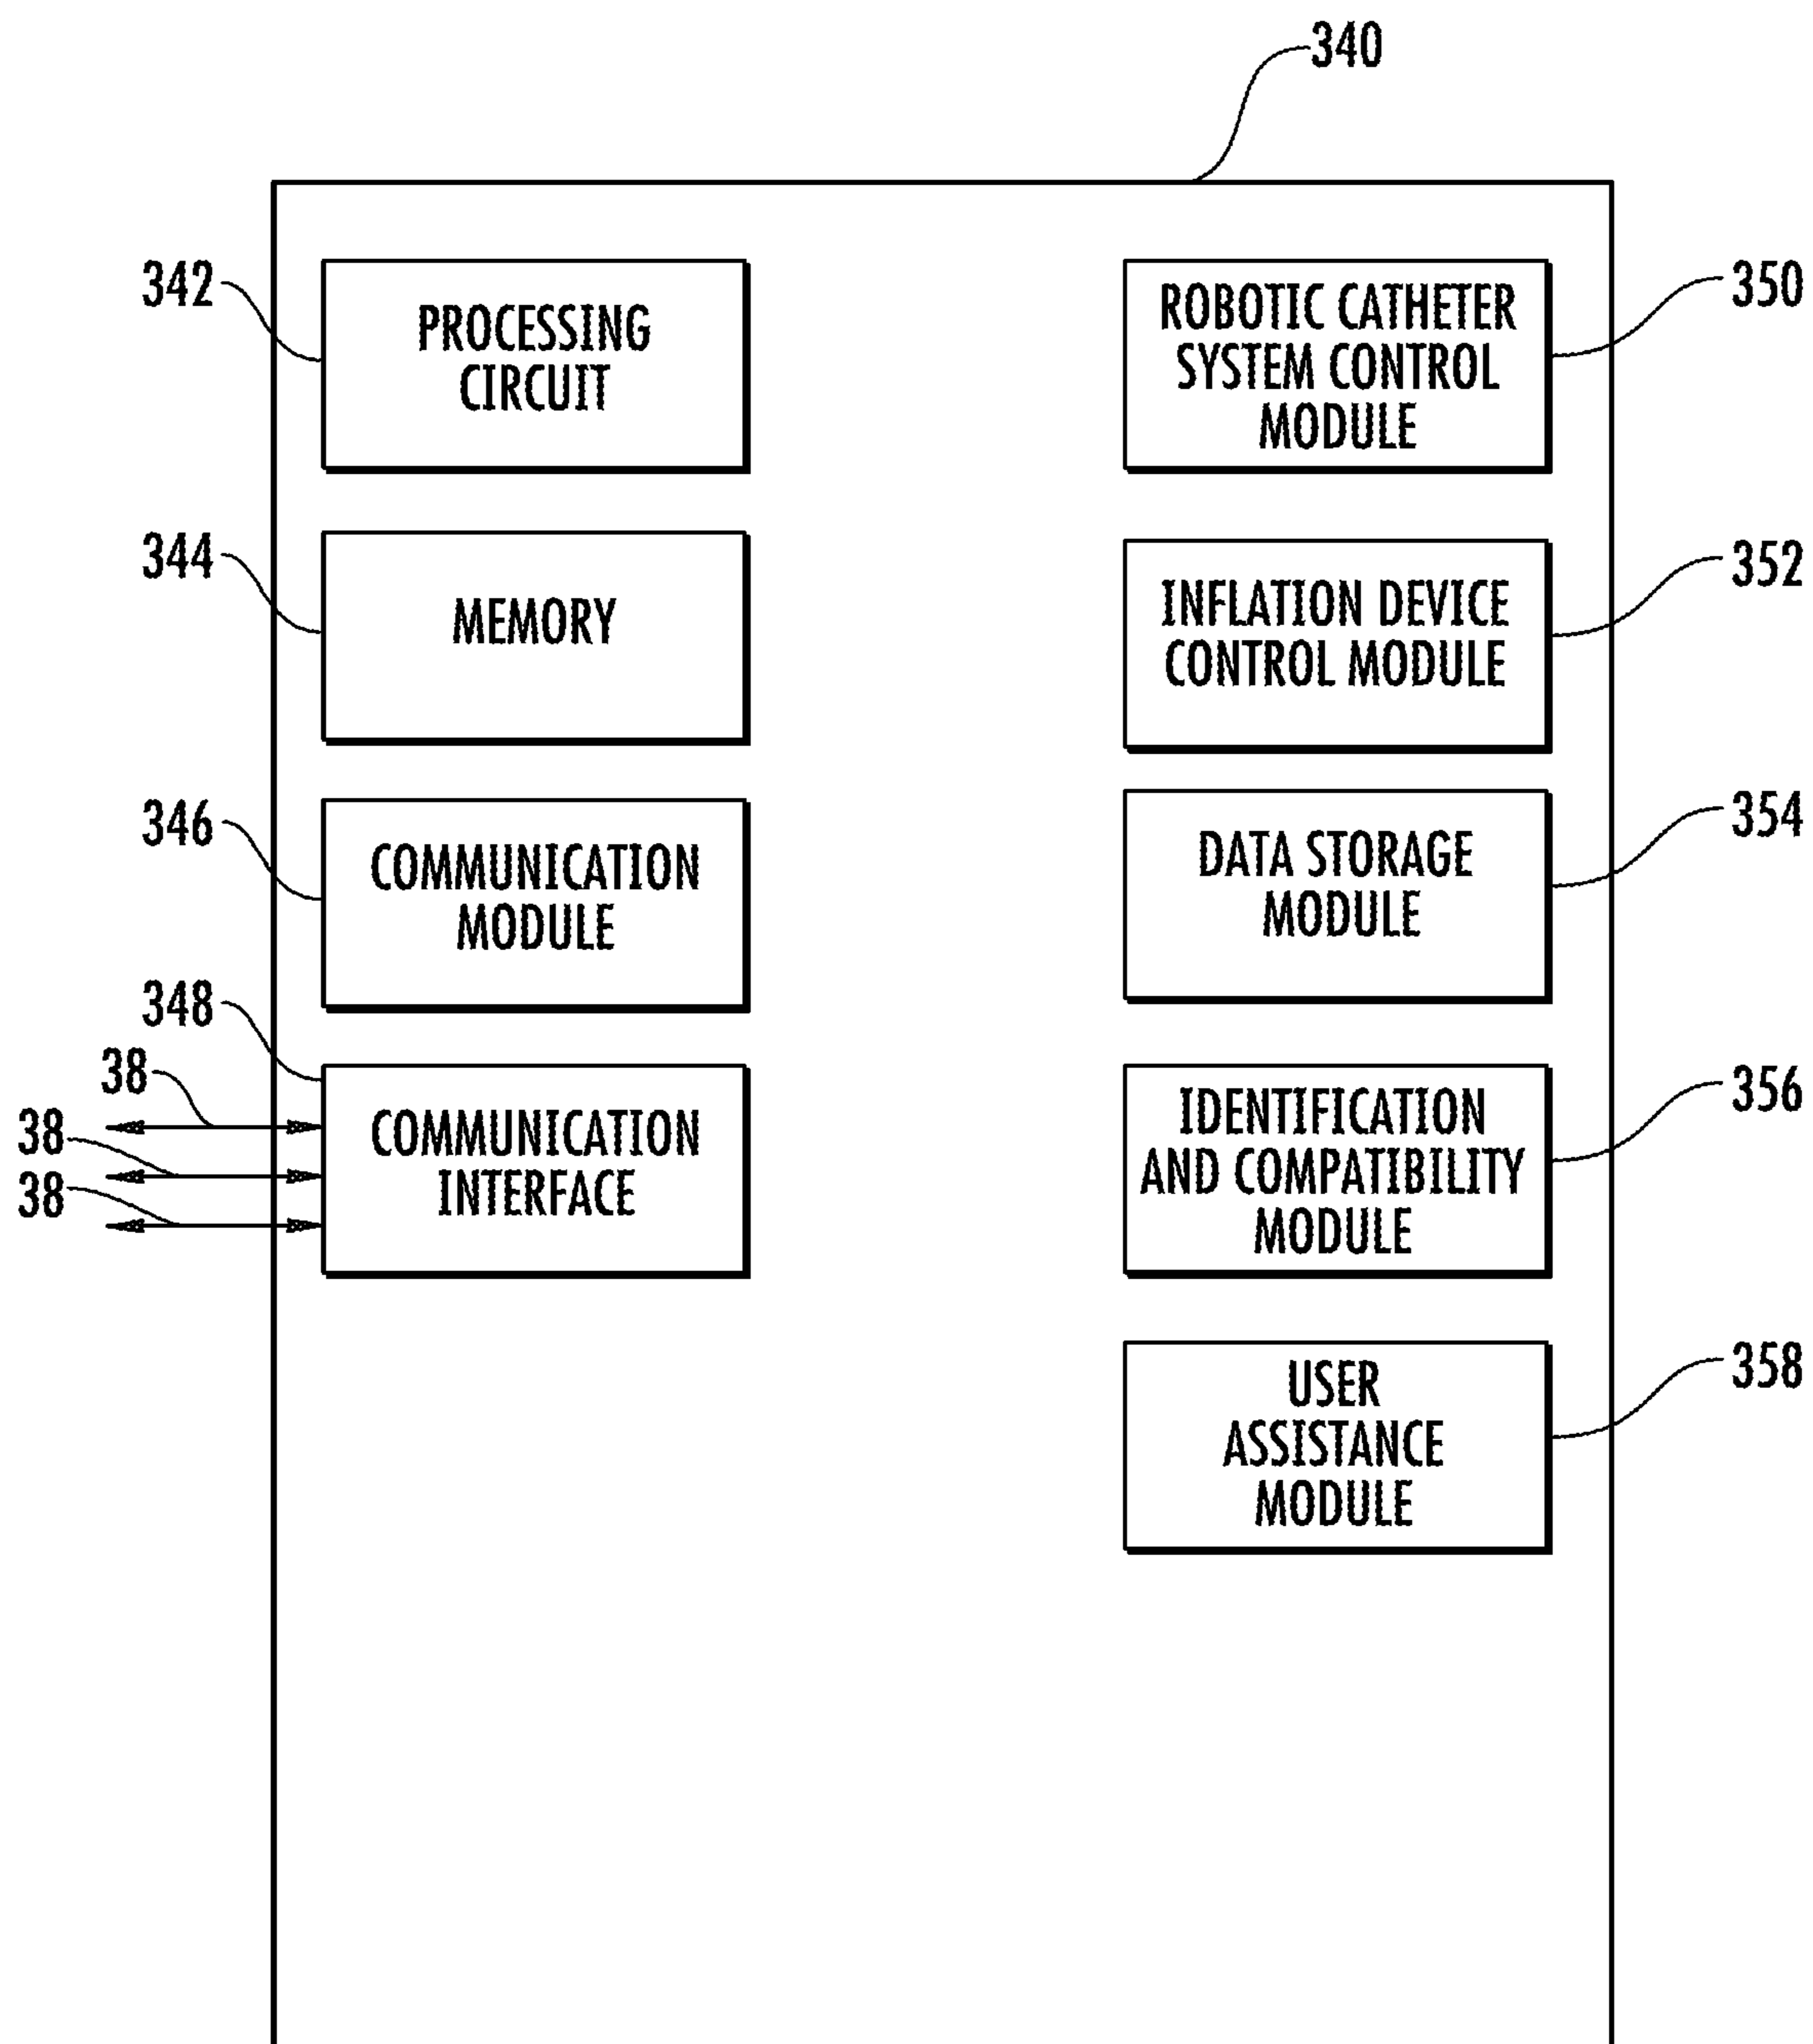 340
342
PROCESSING
CIRCUIT
350
ROBOTIC CATHETER
SYSTEM CONTROL
MODULE
344
MEMORY
352
INFLATION DEVICE
CONTROL MODULE
346
COMMUNICATION
MODULE
354
DATA STORAGE
MODULE
348
38
38
38
COMMUNICATION
INTERFACE
356
IDENTIFICATION
AND COMPATIBILITY
MODULE
358
USER
ASSISTANCE
MODULE